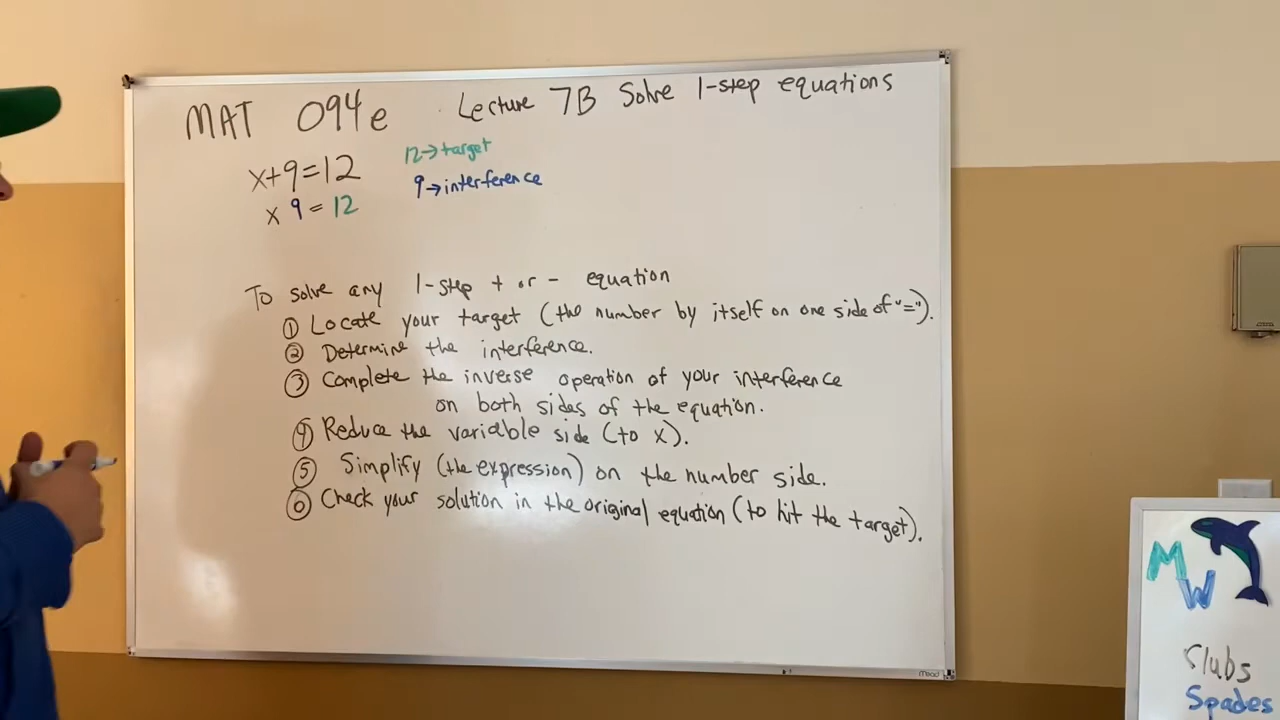 MAT 094e Lecture 7B Solve 1-step equations
x+9=12 12→target
x 9 = 12 9→interference
To solve any 1-step + or - equation
① Locate your target (the number by itself on one side of "=").
② Determine the interference.
③ Complete the inverse operation of your interference
on both sides of the equation.
④ Reduce the variable side (to x).
⑤ Simplify (the expression) on the number side.
⑥ Check your solution in the original equation (to hit the target).
Mead
MW
Clubs
Spades